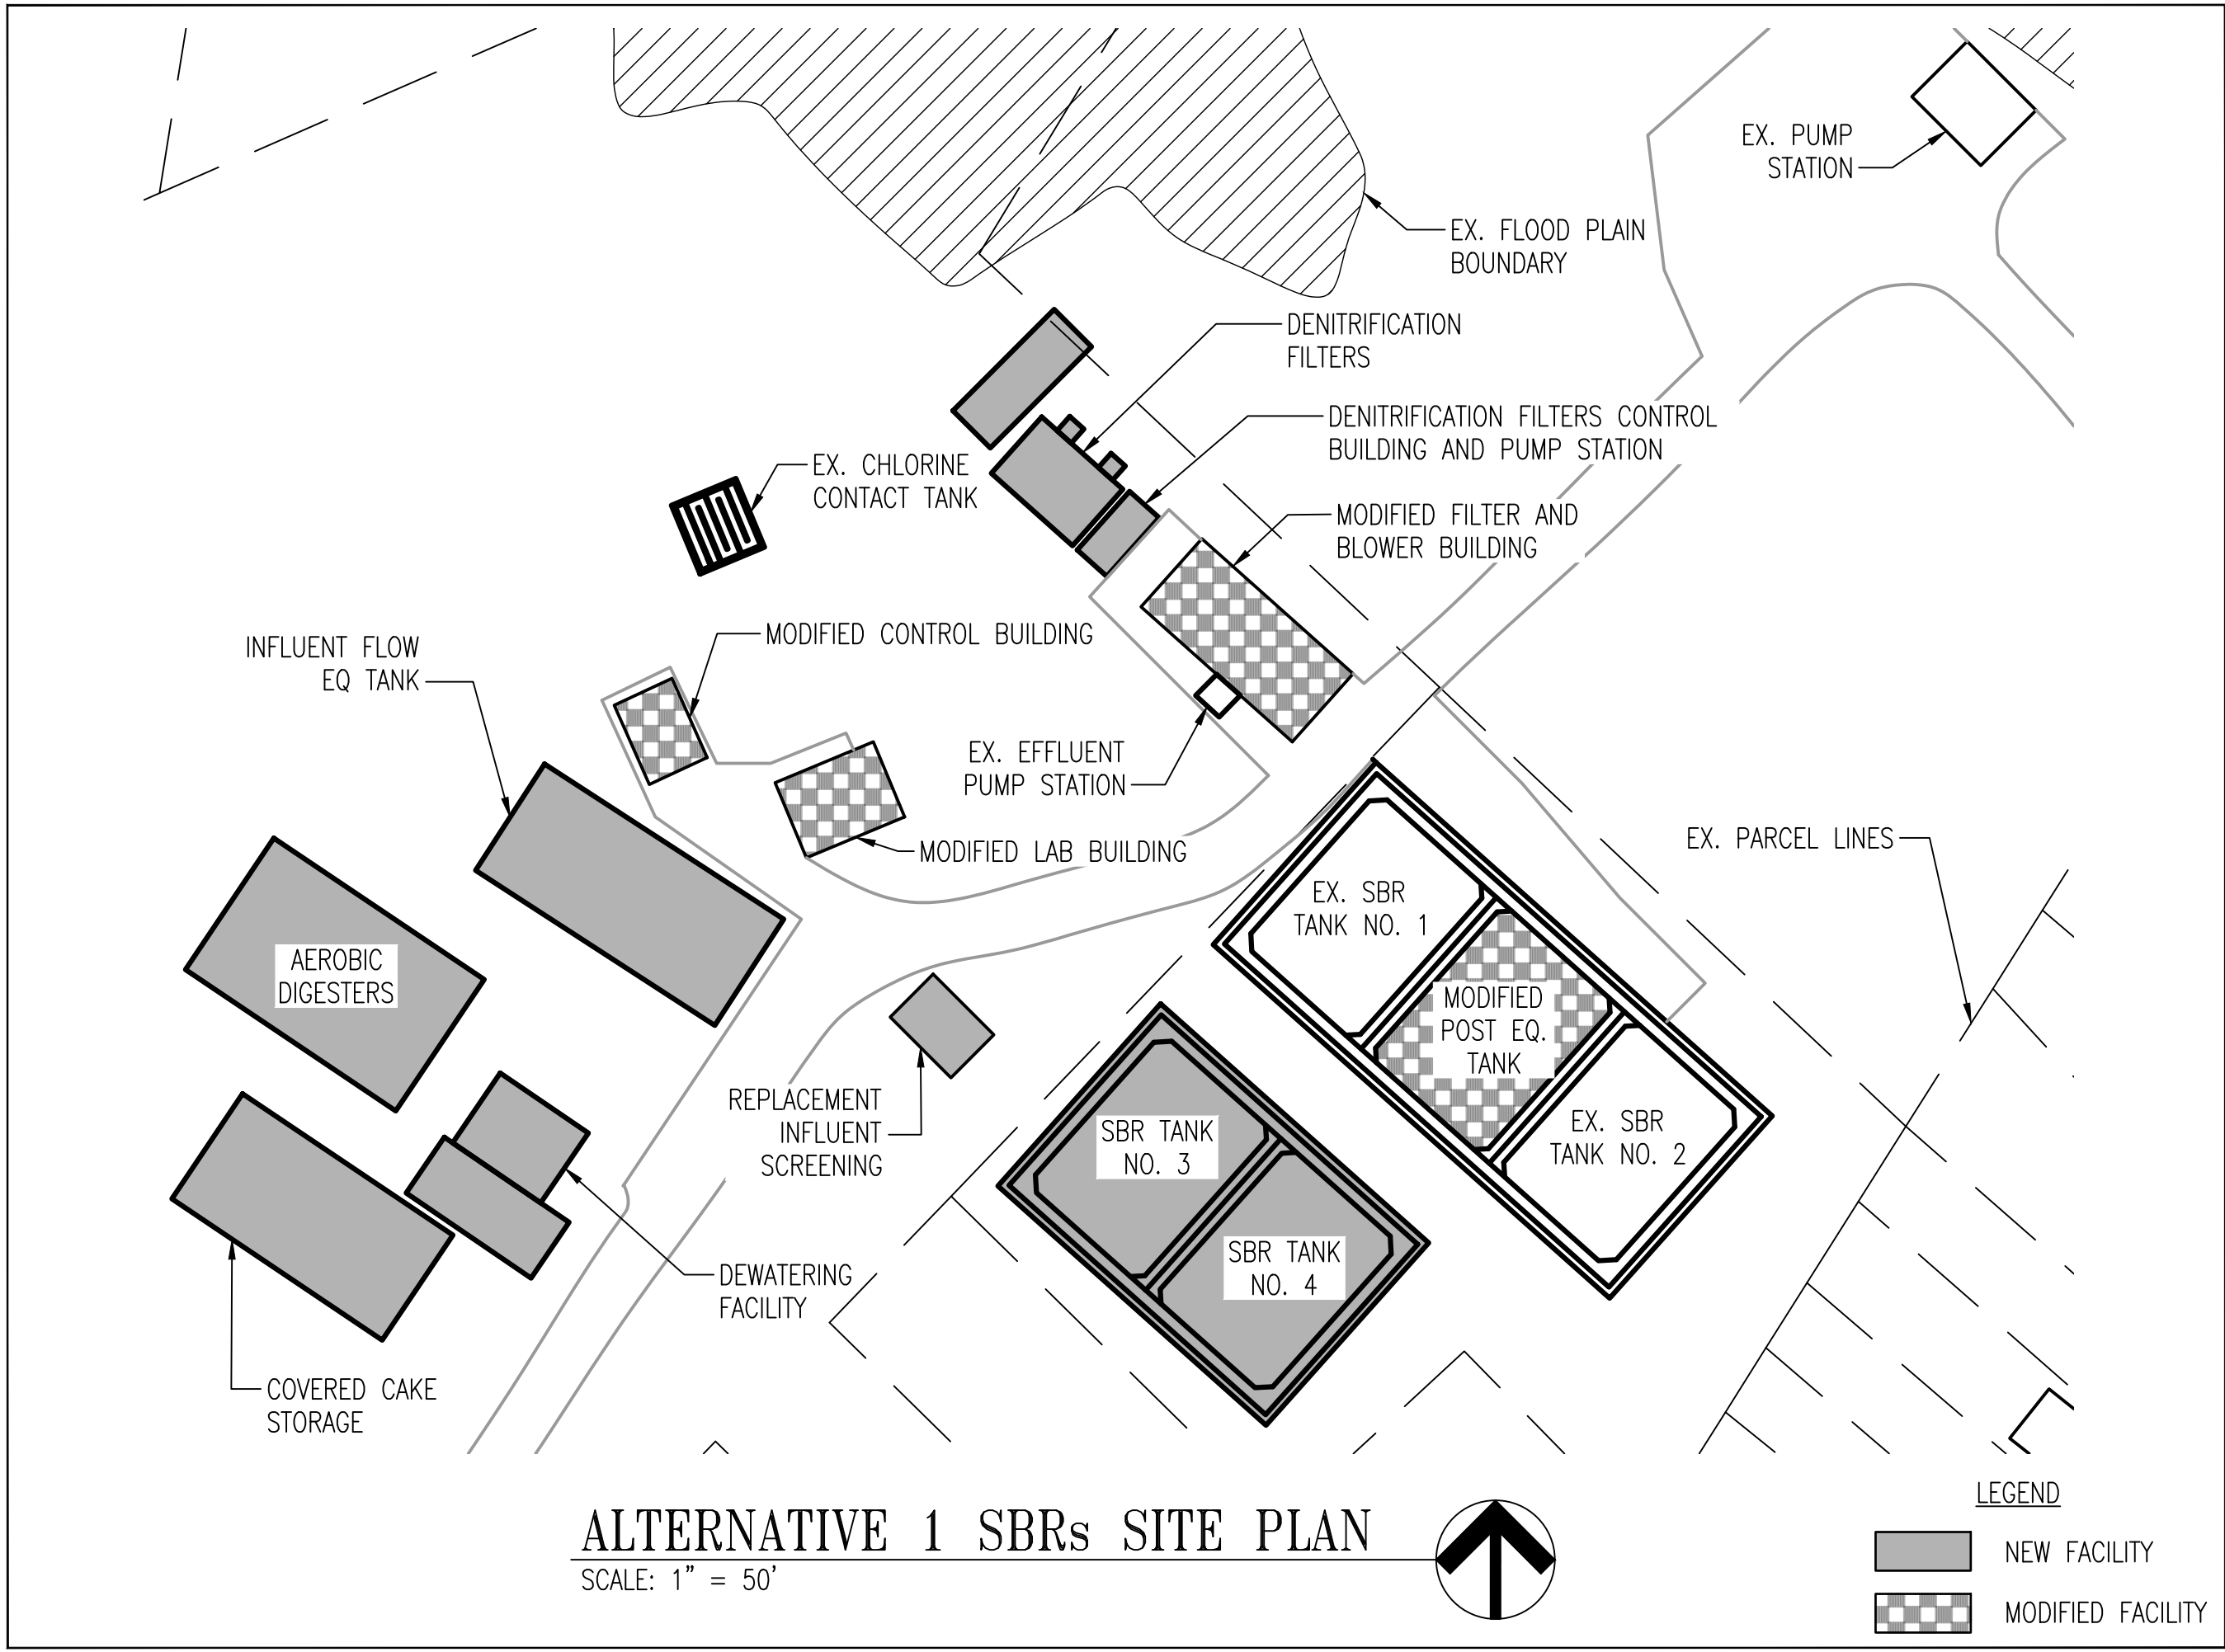 EX. PUMP
STATION
EX. FLOOD PLAIN
BOUNDARY
DENITRIFICATION
FILTERS
DENITRIFICATION FILTERS CONTROL
BUILDING AND PUMP STATION
EX. CHLORINE
CONTACT TANK
MODIFIED FILTER AND
BLOWER BUILDING
MODIFIED CONTROL BUILDING
INFLUENT FLOW
EQ TANK
EX. EFFLUENT
PUMP STATION
MODIFIED LAB BUILDING
EX. PARCEL LINES
EX. SBR
TANK NO. 1
AEROBIC
DIGESTERS
MODIFIED
POST EQ.
TANK
REPLACEMENT
INFLUENT
SCREENING
SBR TANK
NO. 3
EX. SBR
TANK NO. 2
SBR TANK
NO. 4
DEWATERING
FACILITY
COVERED CAKE
STORAGE
ALTERNATIVE 1 SBRs SITE PLAN
SCALE: 1" = 50'
LEGEND
NEW FACILITY
MODIFIED FACILITY